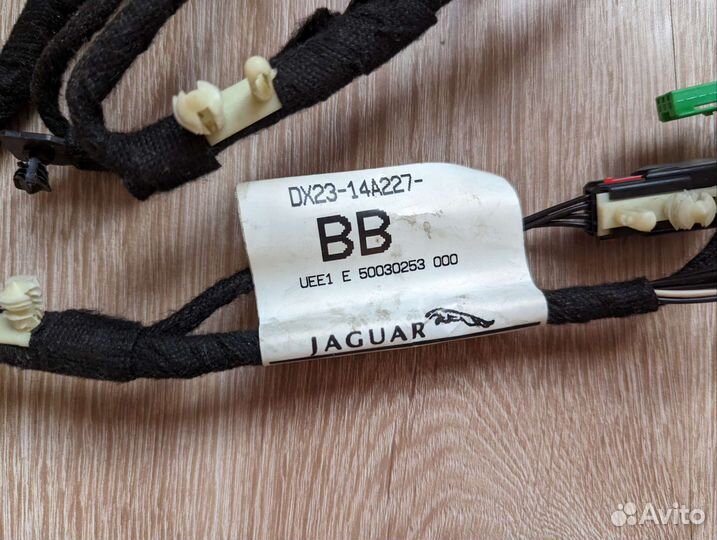 DX23-14A227-
BB
UEE1 E 50030253 000
JAGUAR
Avito